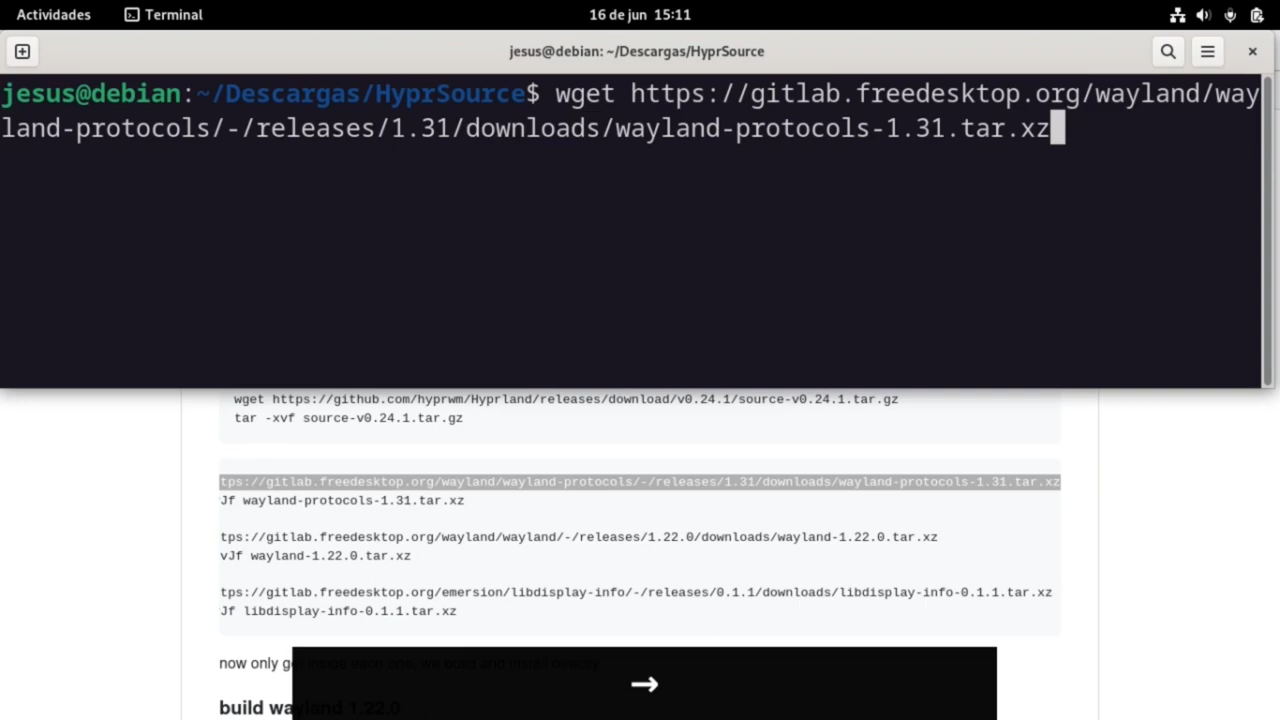 Actividades
Terminal
16 de jun 15:11
jesus@debian: ~/Descargas/HyprSource
jesus@debian:~/Descargas/HyprSource$ wget https://gitlab.freedesktop.org/wayland/way
land-protocols/-/releases/1.31/downloads/wayland-protocols-1.31.tar.xz
wget https://github.com/hyprwm/Hyprland/releases/download/v0.24.1/source-v0.24.1.tar.gz
tar -xvf source-v0.24.1.tar.gz
tps://gitlab.freedesktop.org/wayland/wayland-protocols/-/releases/1.31/downloads/wayland-protocols-1.31.tar.xz
Jf wayland-protocols-1.31.tar.xz
tps://gitlab.freedesktop.org/wayland/wayland/-/releases/1.22.0/downloads/wayland-1.22.0.tar.xz
vJf wayland-1.22.0.tar.xz
tps://gitlab.freedesktop.org/emersion/libdisplay-info/-/releases/0.1.1/downloads/libdisplay-info-0.1.1.tar.xz
Jf libdisplay-info-0.1.1.tar.xz
now only
build wayland 1.22.0
→